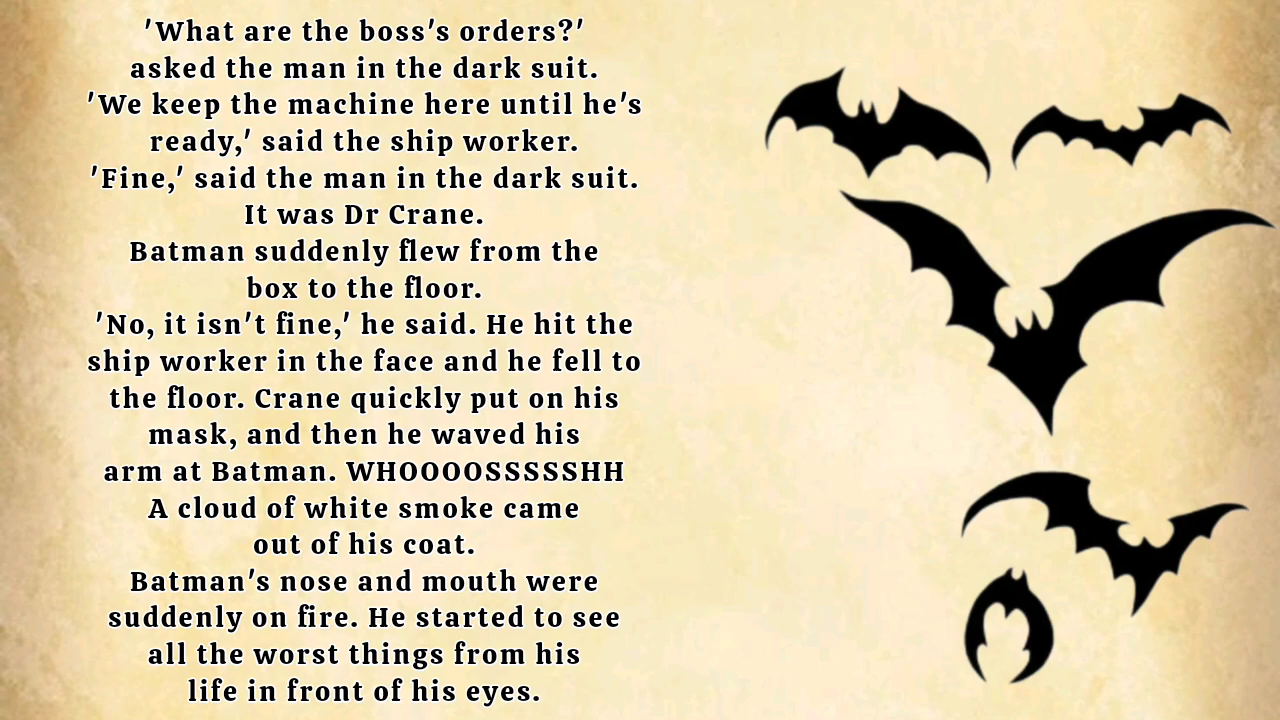 'What are the boss's orders?'
asked the man in the dark suit.
'We keep the machine here until he's
ready,' said the ship worker.
'Fine,' said the man in the dark suit.
It was Dr Crane.
Batman suddenly flew from the
box to the floor.
'No, it isn't fine,' he said. He hit the
ship worker in the face and he fell to
the floor. Crane quickly put on his
mask, and then he waved his
arm at Batman. WHOOOOSSSSSHH
A cloud of white smoke came
out of his coat.
Batman's nose and mouth were
suddenly on fire. He started to see
all the worst things from his
life in front of his eyes.